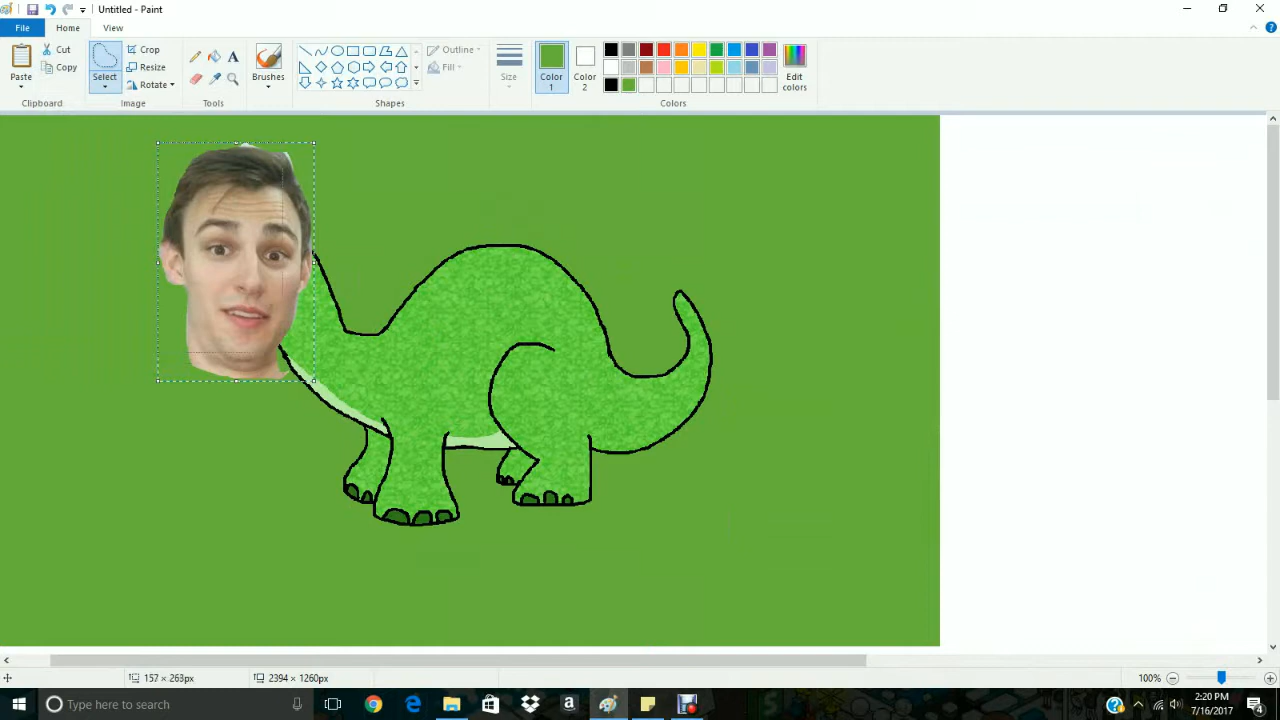 Untitled - Paint
File Home View
Paste Cut Copy Select Crop Resize Rotate A Brushes Outline Fill Size Color 1 Color 2 Edit colors
Clipboard Image Tools Shapes Colors
157 × 263px 2394 × 1260px 100%
Type here to search a 2:20 PM 7/16/2017 4